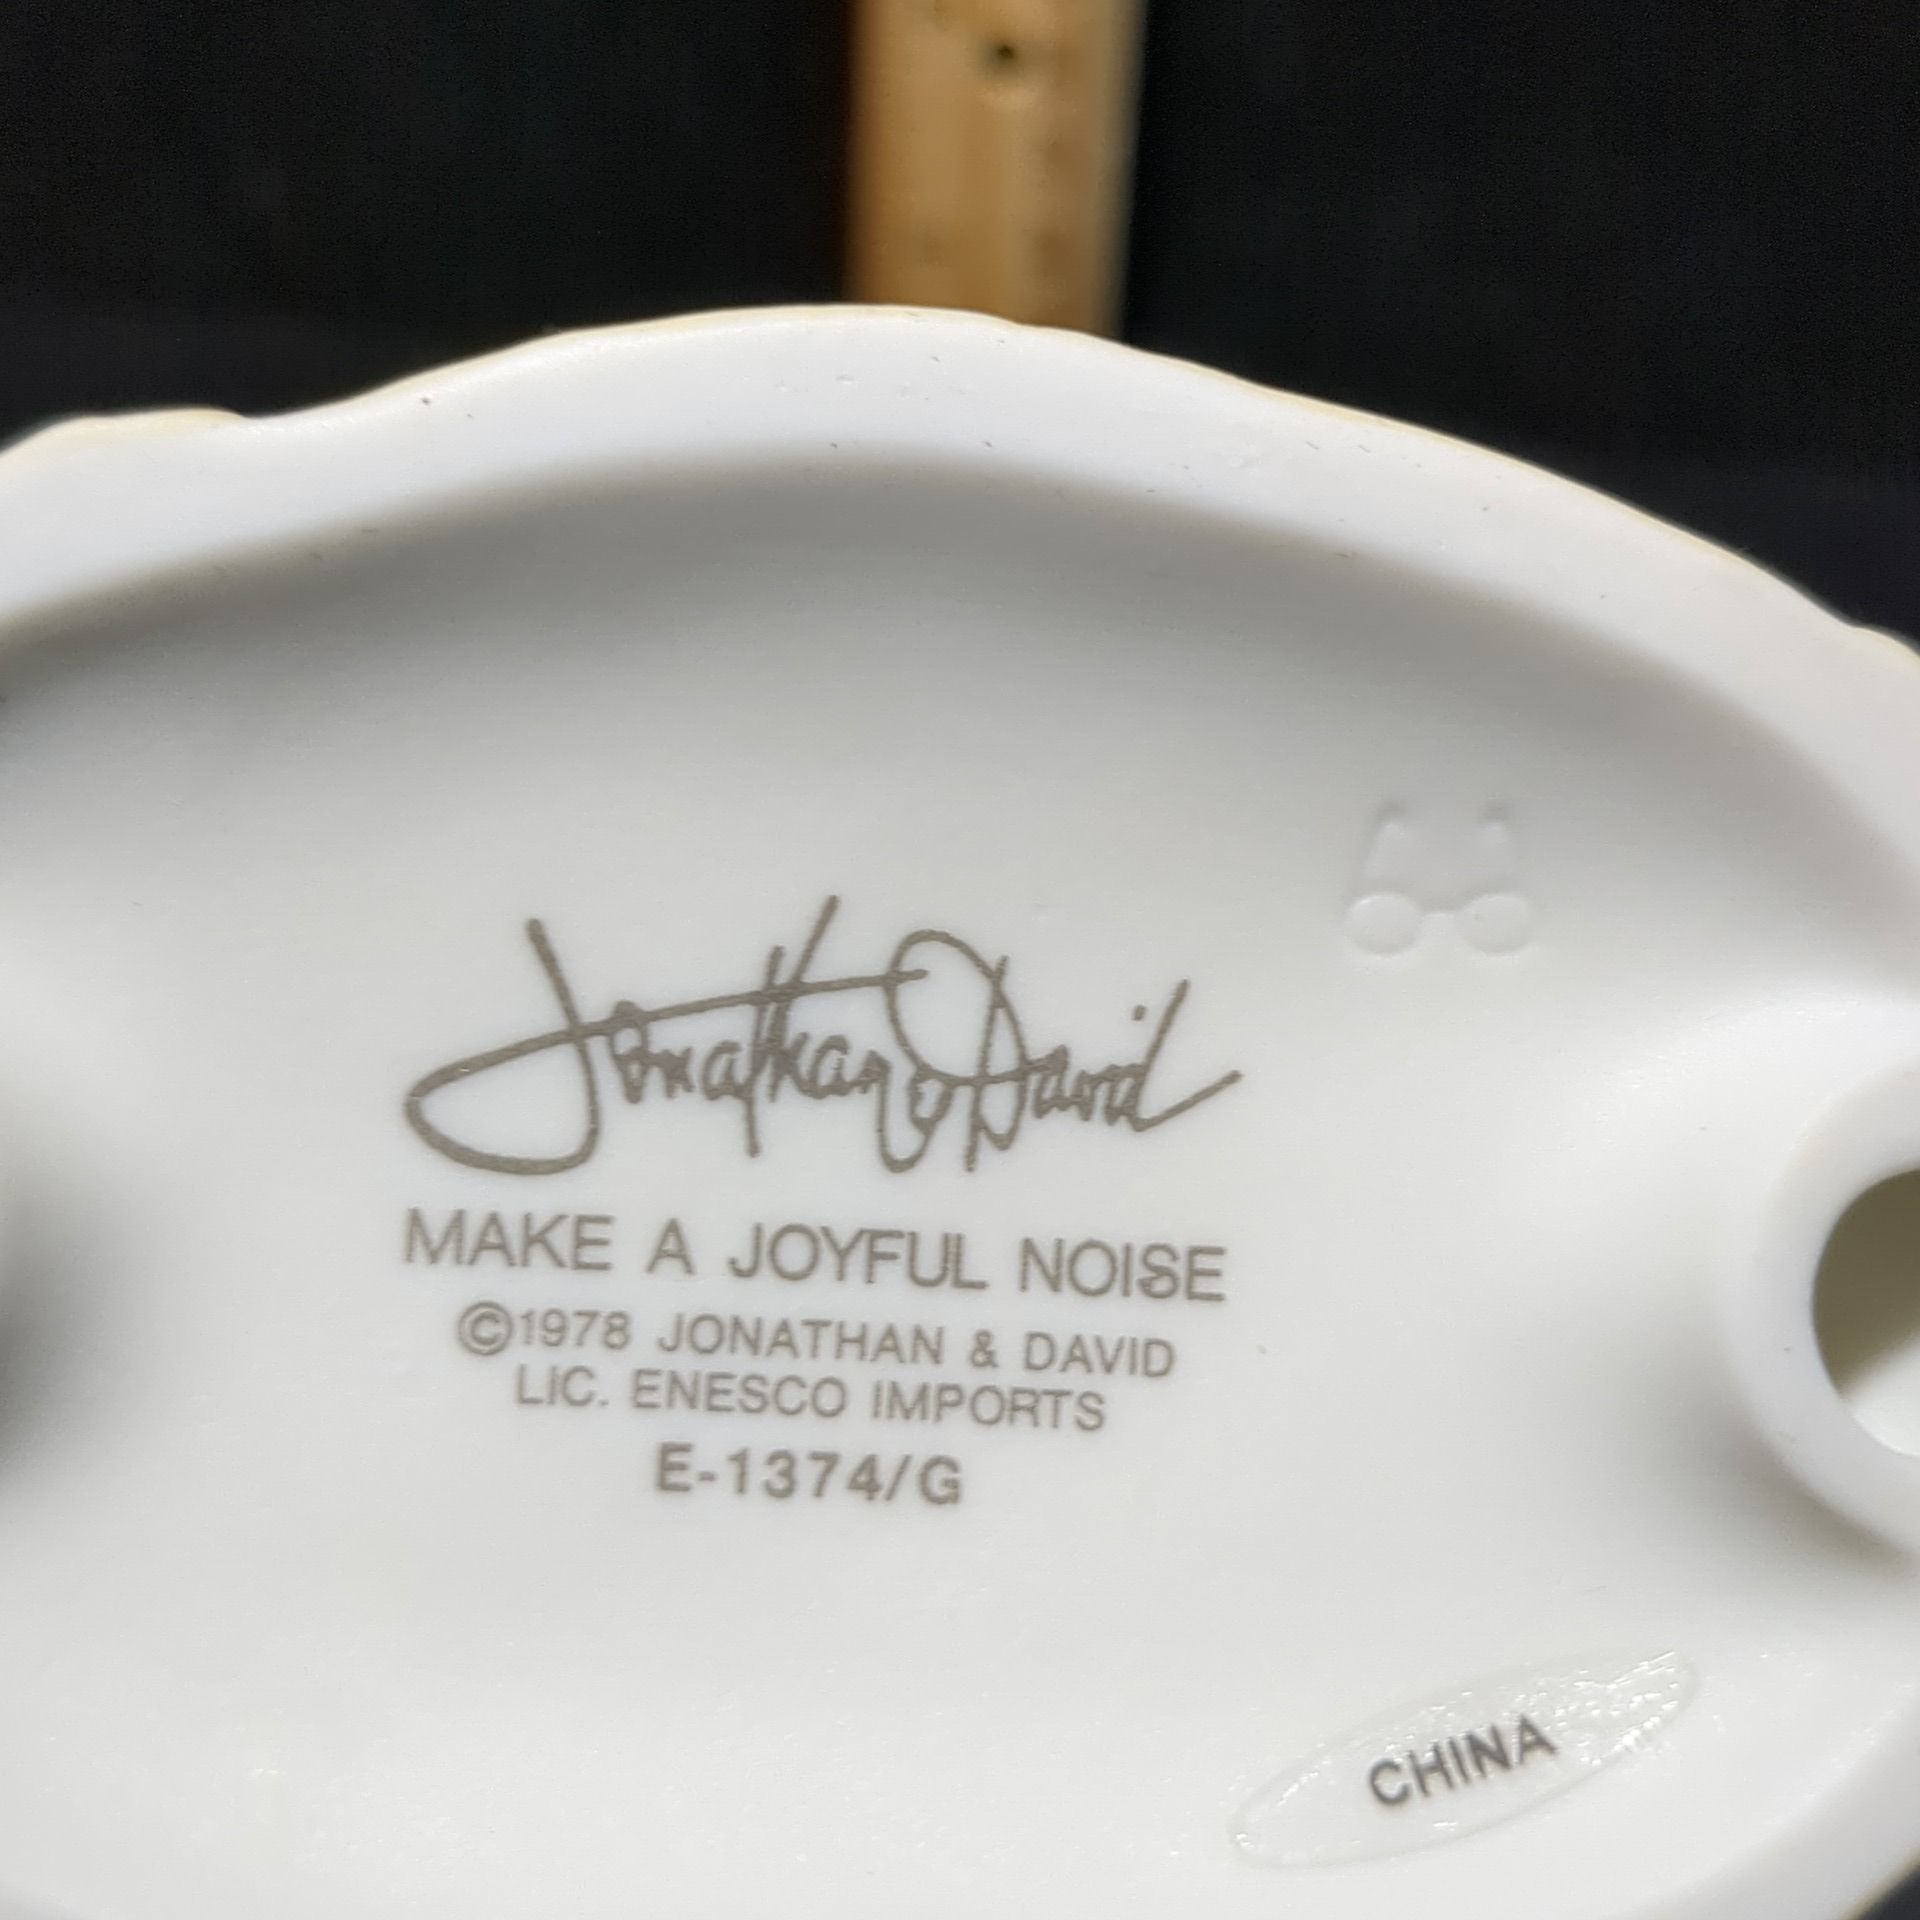 Jonathan & David
MAKE A JOYFUL NOISE
©1978 JONATHAN & DAVID
LIC. ENESCO IMPORTS
E-1374/G
CHINA